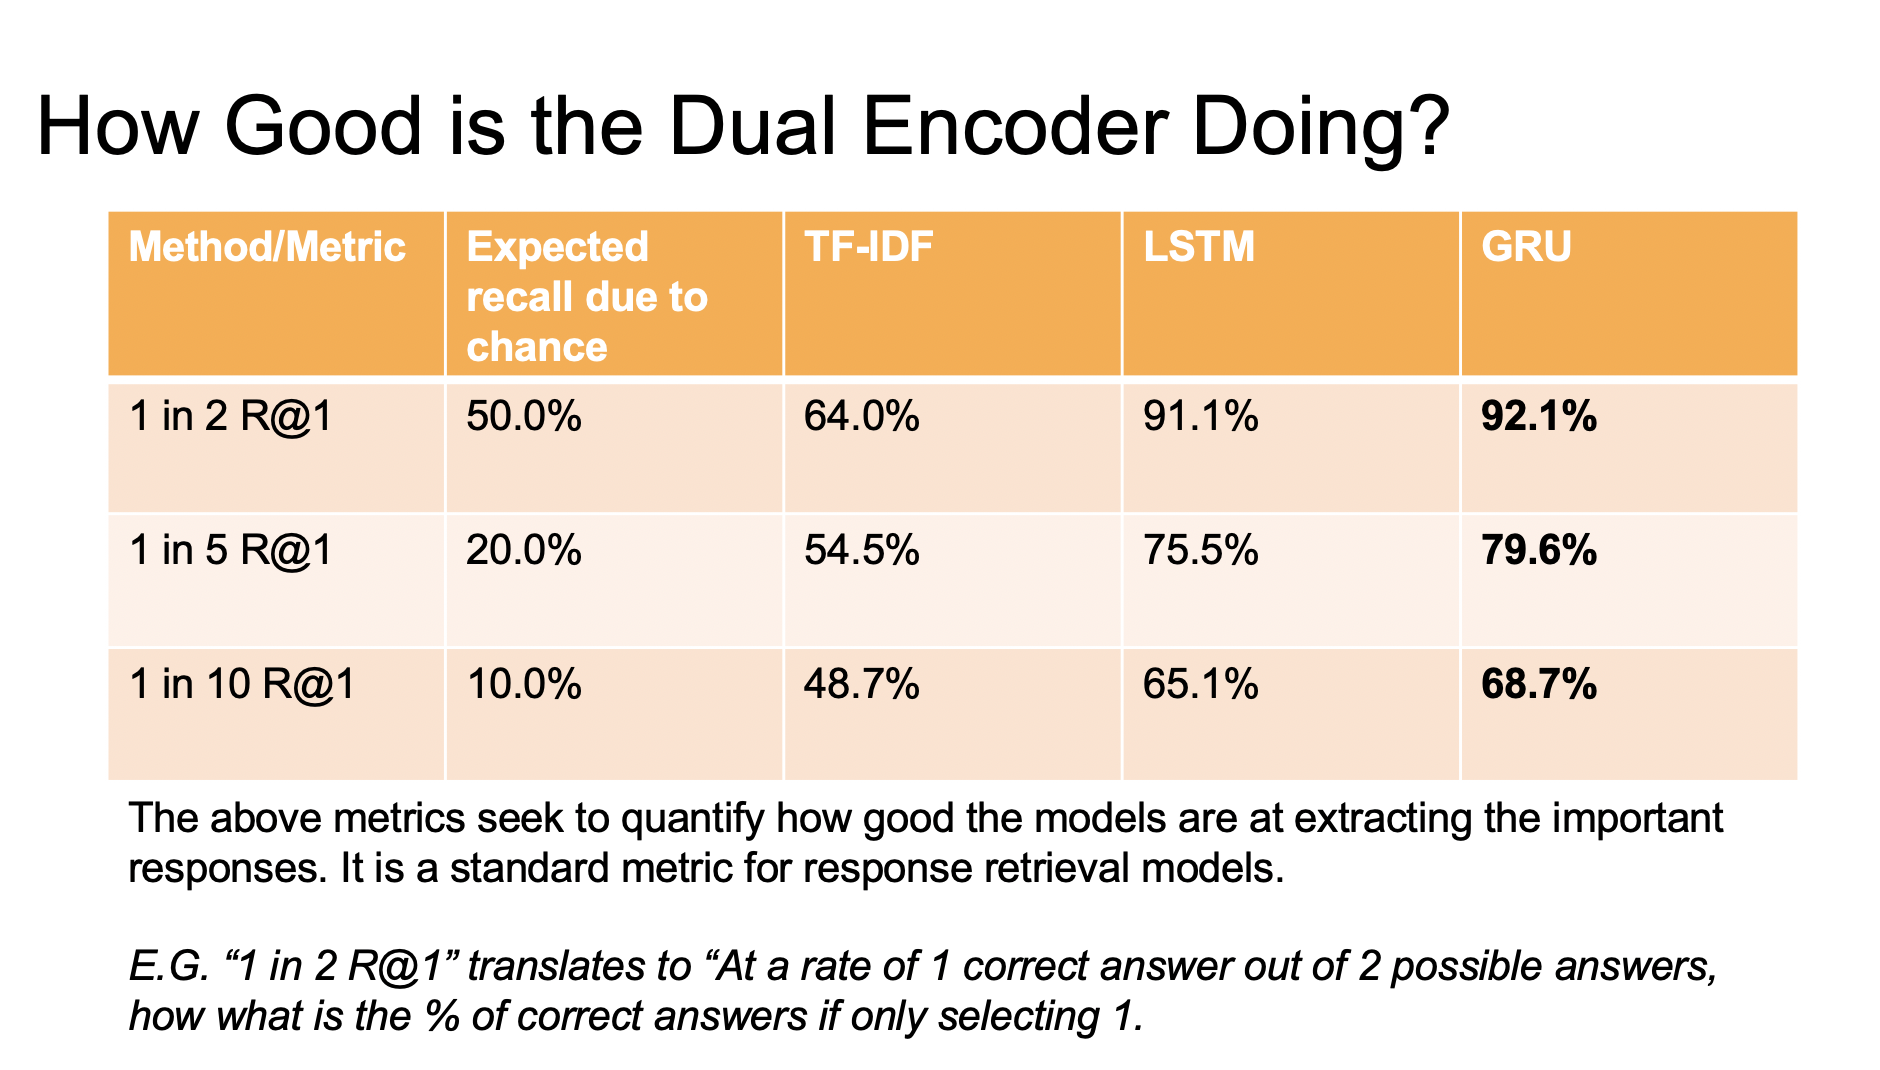 How Good is the Dual Encoder Doing?
Method/Metric
Expected
recall due to
chance
TF-IDF
LSTM
GRU
1 in 2 R@1
50.0%
64.0%
91.1%
92.1%
1 in 5 R@1
20.0%
54.5%
75.5%
79.6%
1 in 10 R@1
10.0%
48.7%
65.1%
68.7%
The above metrics seek to quantify how good the models are at extracting the important
responses. It is a standard metric for response retrieval models.
E.G. “1 in 2 R@1” translates to “At a rate of 1 correct answer out of 2 possible answers,
how what is the % of correct answers if only selecting 1.